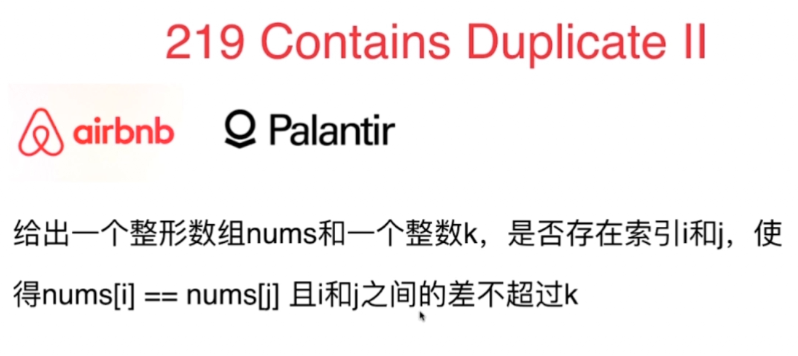 219 Contains Duplicate II
airbnb Palantir
给出一个整形数组nums和一个整数k，是否存在索引i和j，使
得nums[i] == nums[j] 且i和j之间的差不超过k